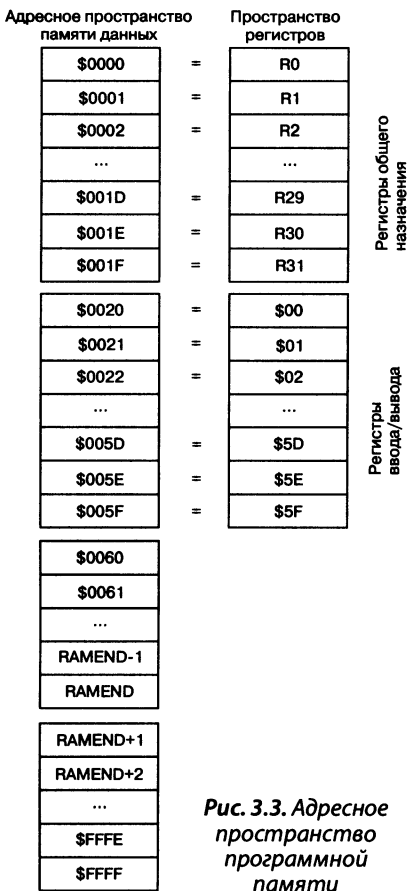 Адресное пространство памяти данных
Пространство регистров
$0000 = R0
$0001 = R1
$0002 = R2
... ...
$001D = R29
$001E = R30
$001F = R31
Регистры общего назначения
$0020 = $00
$0021 = $01
$0022 = $02
... ...
$005D = $5D
$005E = $5E
$005F = $5F
Регистры ввода/вывода
$0060
$0061
...
RAMEND-1
RAMEND
RAMEND+1
RAMEND+2
...
$FFFE
$FFFF
Рис. 3.3. Адресное
пространство
программной
памяти